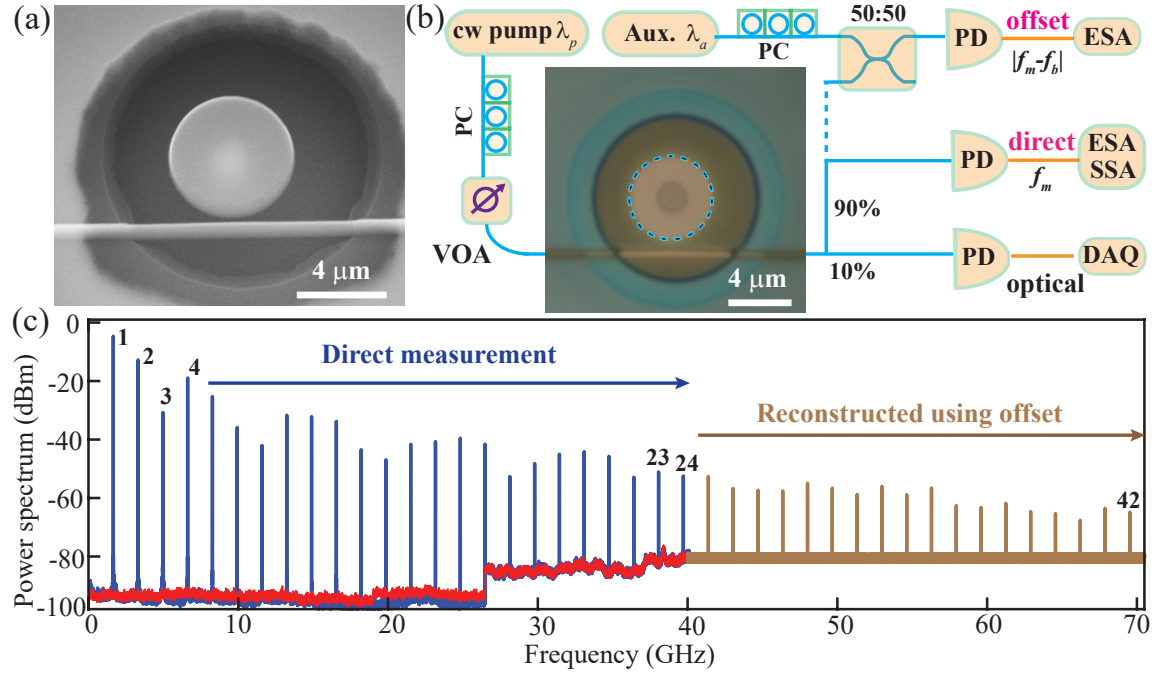 (a)
4 μm
(b)
cw pump λp
Aux. λa
PC
50:50
PD
offset
|fm-fb|
ESA
PC
VOA
4 μm
90%
10%
PD
direct
fm
ESA
SSA
PD
optical
DAQ
(c)
Power spectrum (dBm)
0
-20
-40
-60
-80
-100
1
2
3
4
Direct measurement
23
24
Reconstructed using offset
42
0
10
20
30
40
50
60
70
Frequency (GHz)